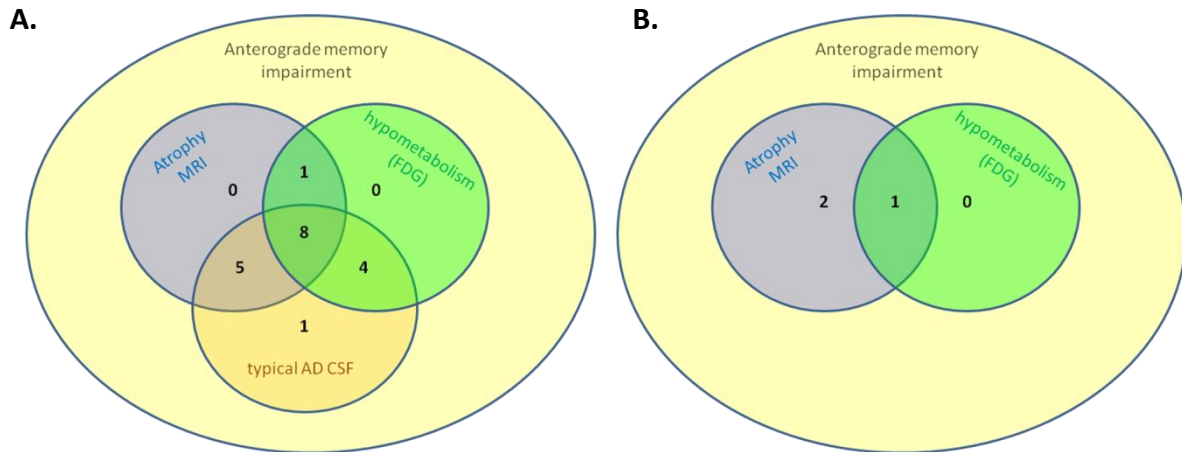 A.
Anterograde memory
impairment
Atrophy
MRI
hypometabolism
(FDG)
1
0
0
8
5
4
1
typical AD CSF
B.
Anterograde memory
impairment
Atrophy
MRI
hypometabolism
(FDG)
2
1
0